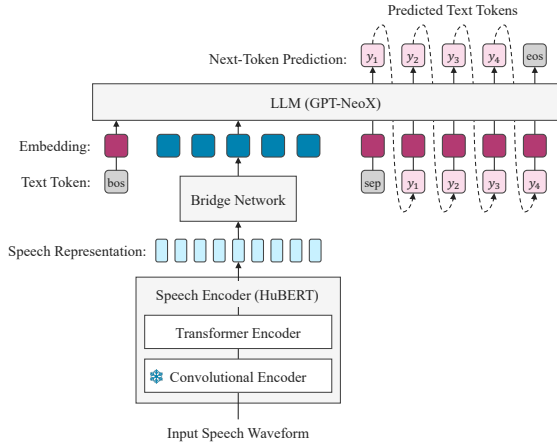 Predicted Text Tokens
Next-Token Prediction: y1 y2 y3 y4 eos
LLM (GPT-NeoX)
Embedding:
Text Token: bos sep y1 y2 y3 y4
Bridge Network
Speech Representation:
Speech Encoder (HuBERT)
Transformer Encoder
Convolutional Encoder
Input Speech Waveform